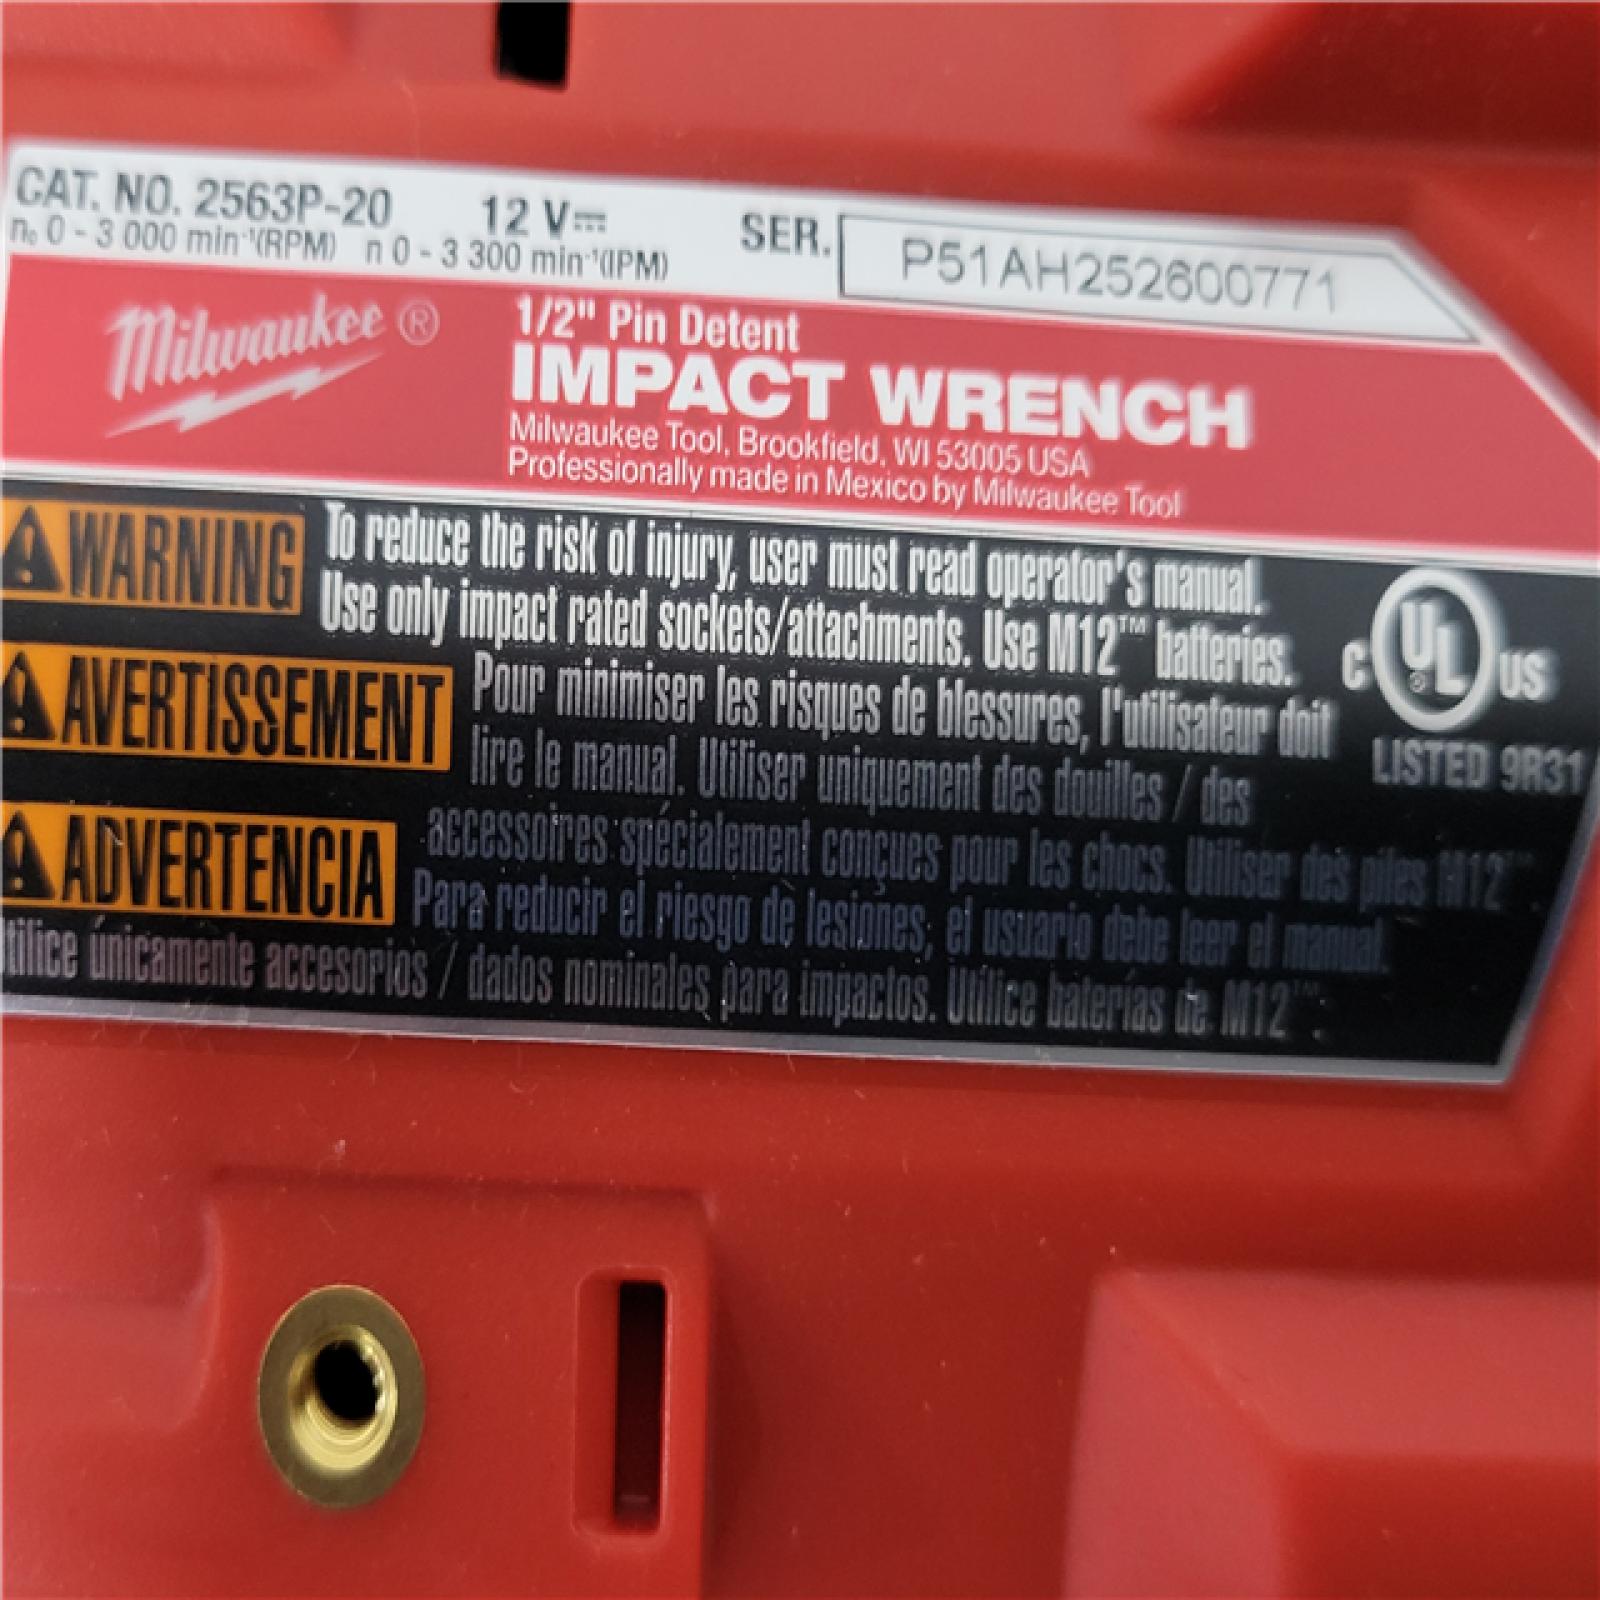 CAT. NO. 2563P-20 12 V⎓ SER. P51AH252600771
n₀ 0 - 3 000 min⁻¹(RPM) n 0 - 3 300 min⁻¹(IPM)
Milwaukee®
1/2" Pin Detent
IMPACT WRENCH
Milwaukee Tool, Brookfield, WI 53005 USA
Professionally made in Mexico by Milwaukee Tool
WARNING To reduce the risk of injury, user must read operator's manual.
Use only impact rated sockets/attachments. Use M12™ batteries.
C UL® US
LISTED 9R31
AVERTISSEMENT Pour minimiser les risques de blessures, l'utilisateur doit
lire le manual. Utiliser uniquement des douilles / des
accessoires spécialement conçues pour les chocs. Utiliser des piles M12™.
ADVERTENCIA Para reducir el riesgo de lesiones, el usuario debe leer el manual.
Utilice únicamente accesorios / dados nominales para impactos. Utilice baterías de M12™.